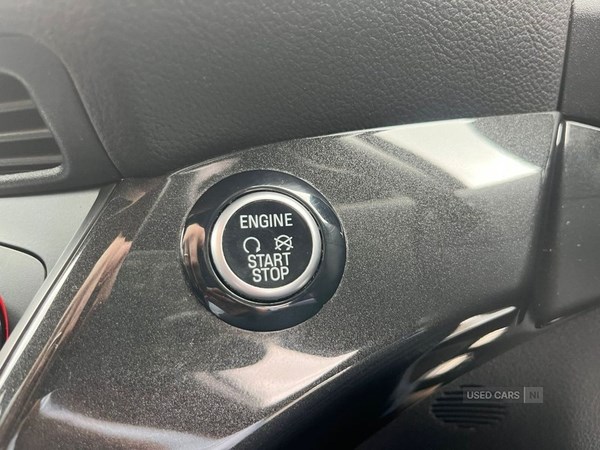 ENGINE
START
STOP
USED CARS NI